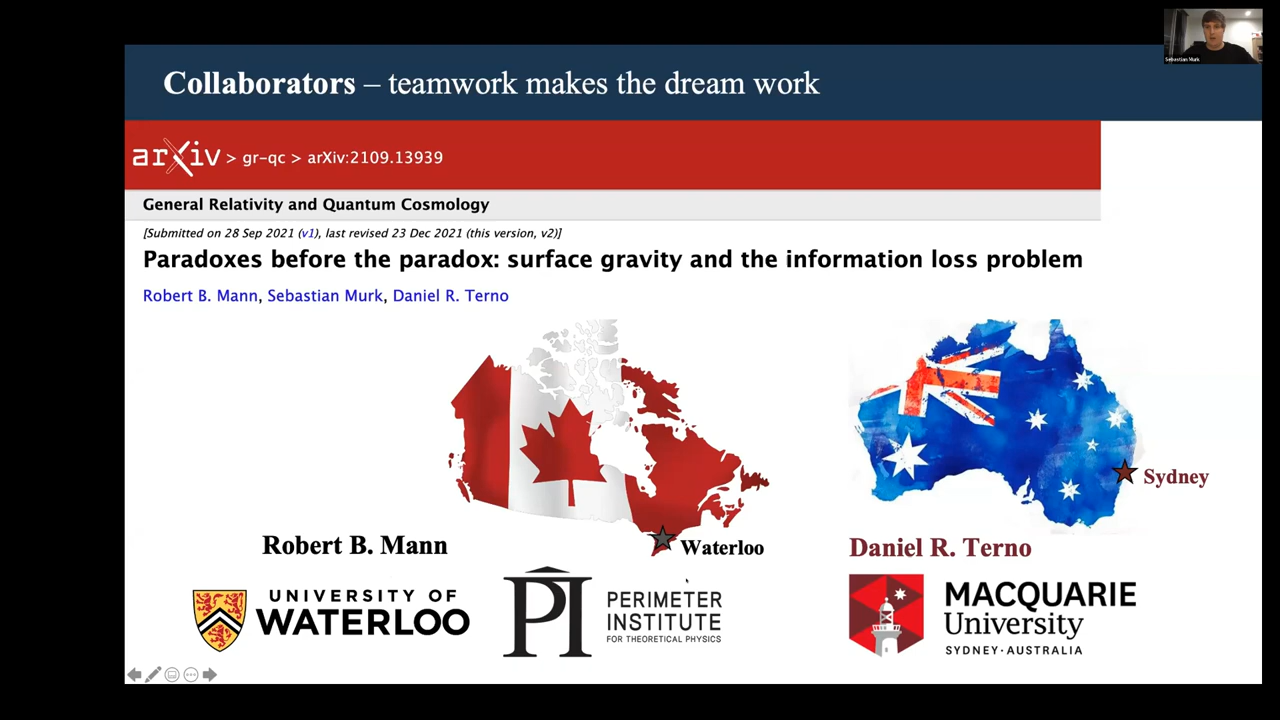 Sebastian Murk
Collaborators – teamwork makes the dream work
arXiv > gr-qc > arXiv:2109.13939
General Relativity and Quantum Cosmology
[Submitted on 28 Sep 2021 (v1), last revised 23 Dec 2021 (this version, v2)]
Paradoxes before the paradox: surface gravity and the information loss problem
Robert B. Mann, Sebastian Murk, Daniel R. Terno
Sydney
Robert B. Mann
Waterloo
Daniel R. Terno
UNIVERSITY OF
WATERLOO
PI
PERIMETER
INSTITUTE
FOR THEORETICAL PHYSICS
MACQUARIE
University
SYDNEY·AUSTRALIA